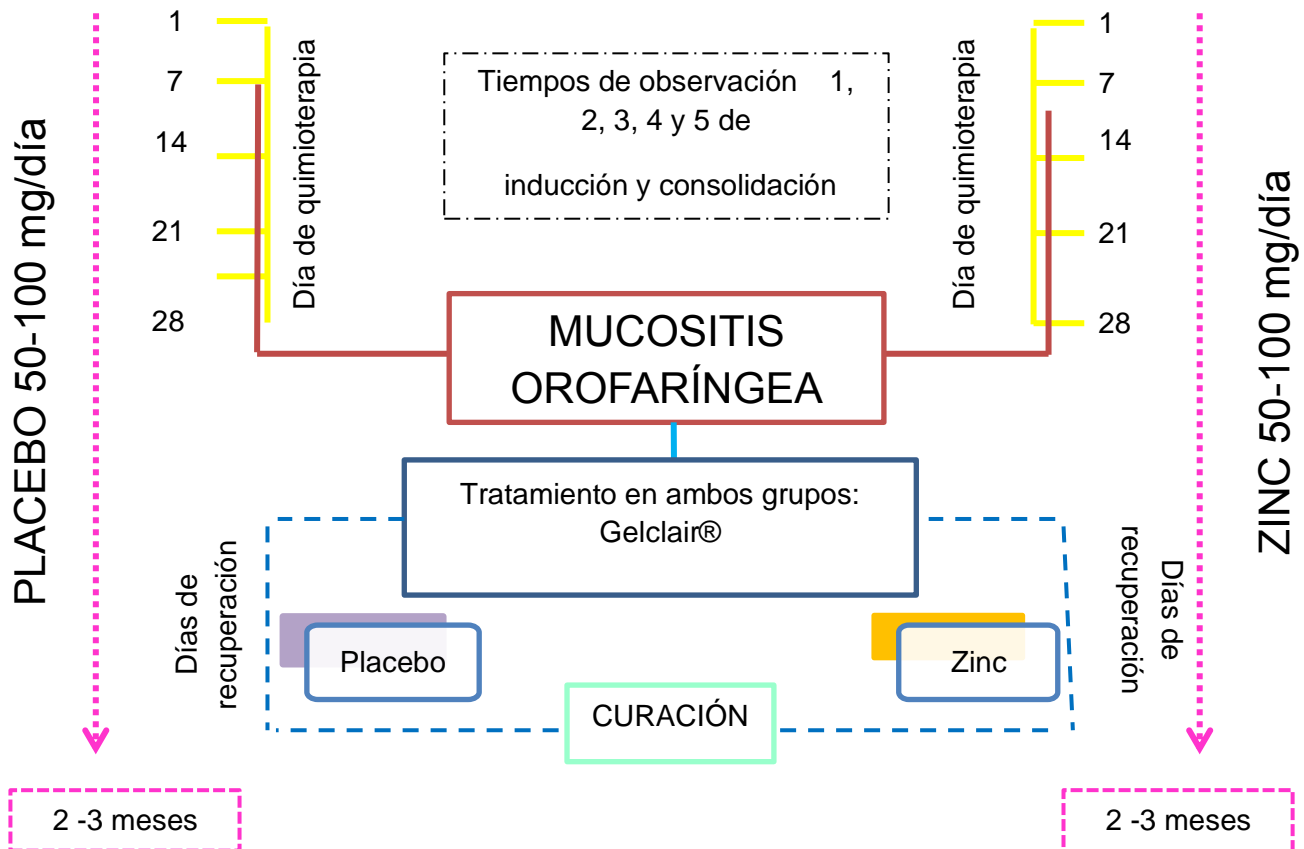 PLACEBO 50-100 mg/día
1
7
14
21
28
Día de quimioterapia
Tiempos de observación 1,
2, 3, 4 y 5 de
inducción y consolidación
Día de quimioterapia
1
7
14
21
28
ZINC 50-100 mg/día
MUCOSITIS
OROFARÍNGEA
Tratamiento en ambos grupos:
Gelclair®
Días de
recuperación
Placebo
Zinc
Días de
recuperación
CURACIÓN
2 -3 meses
2 -3 meses